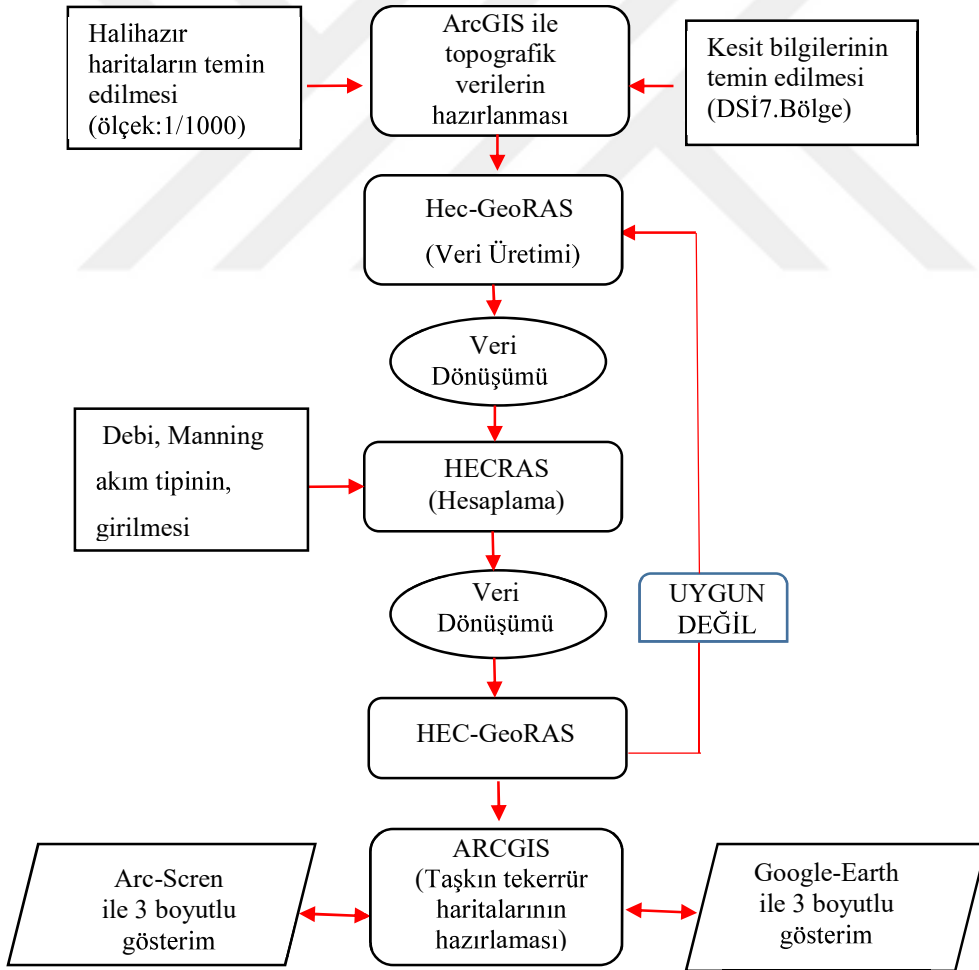 Halihazır
haritaların temin
edilmesi
(ölçek:1/1000)
ArcGIS ile
topografik
verilerin
hazırlanması
Kesit bilgilerinin
temin edilmesi
(DSİ7.Bölge)
Hec-GeoRAS
(Veri Üretimi)
Veri
Dönüşümü
Debi, Manning
akım tipinin,
girilmesi
HECRAS
(Hesaplama)
Veri
Dönüşümü
UYGUN
DEĞİL
HEC-GeoRAS
Arc-Scren
ile 3 boyutlu
gösterim
ARCGIS
(Taşkın tekerrür
haritalarının
hazırlaması)
Google-Earth
ile 3 boyutlu
gösterim